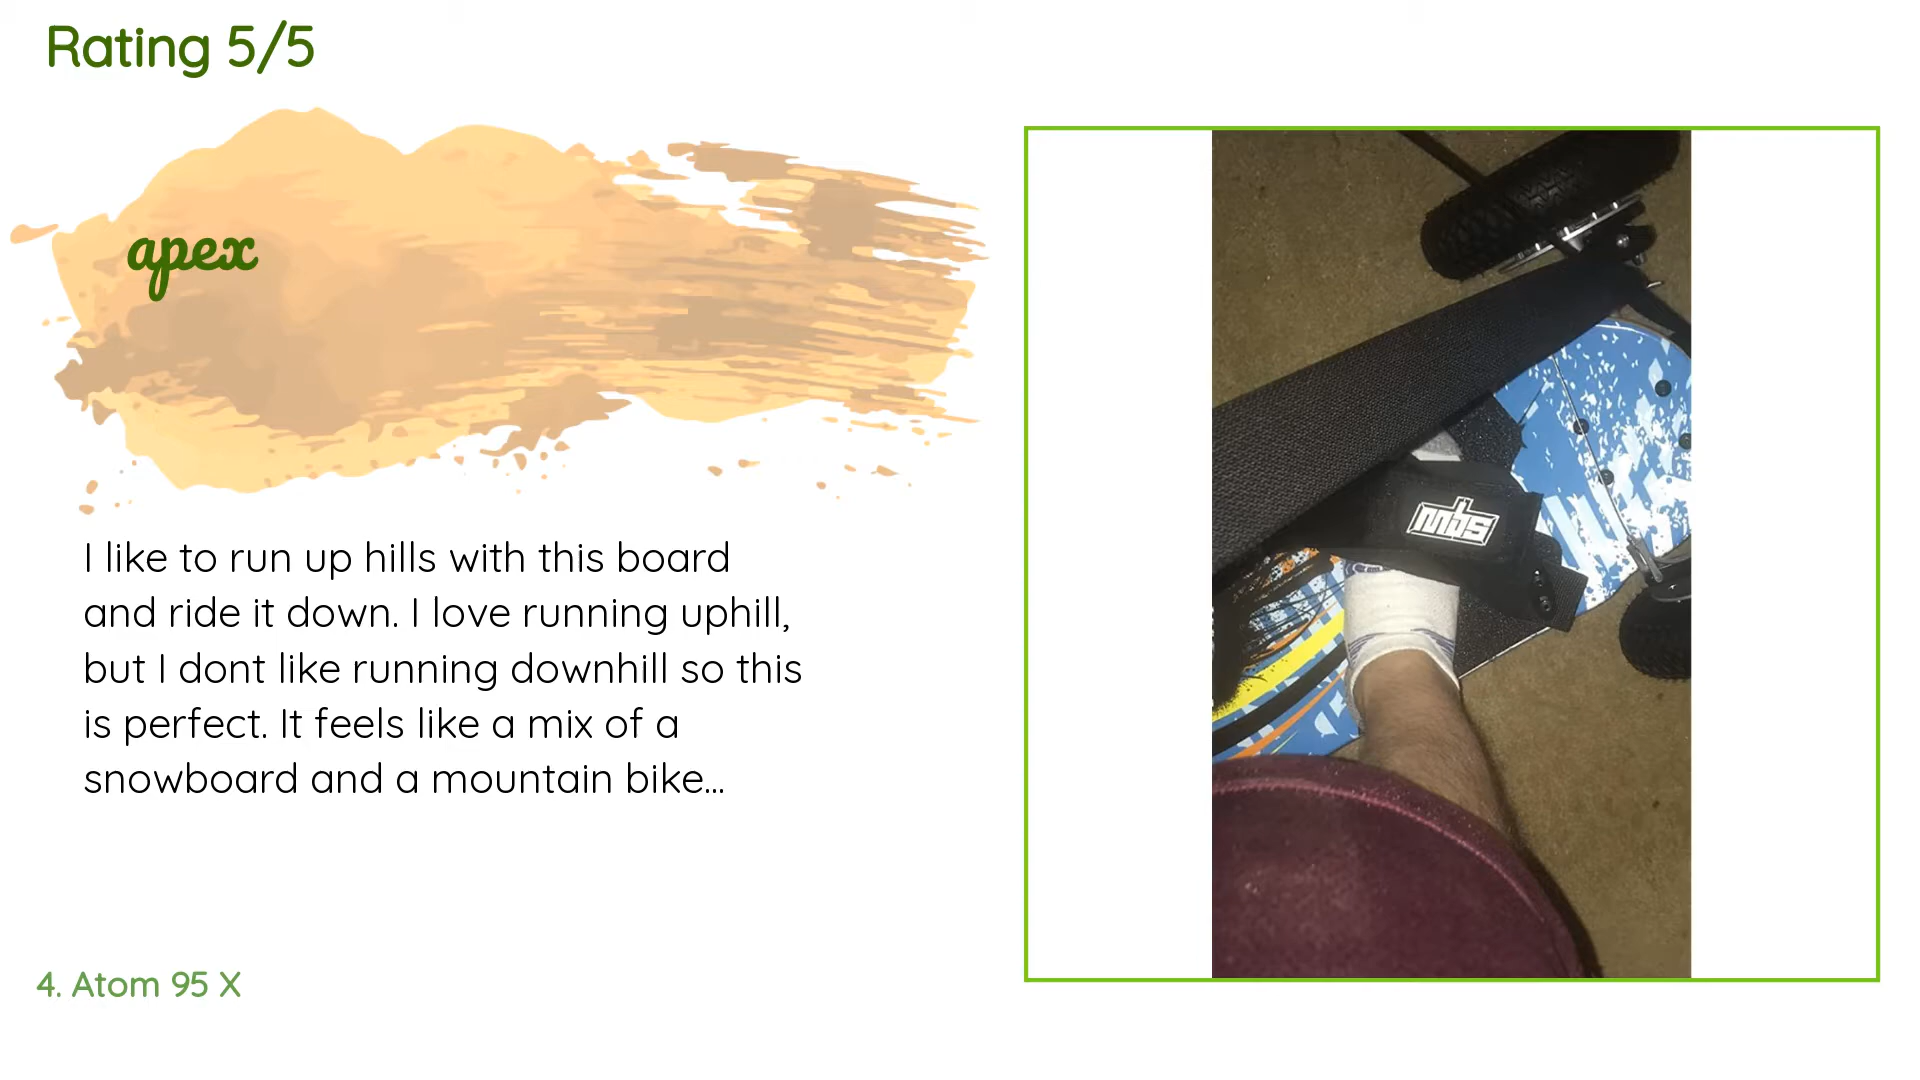 Rating 5/5
apex
I like to run up hills with this board
and ride it down. I love running uphill,
but I dont like running downhill so this
is perfect. It feels like a mix of a
snowboard and a mountain bike...
mbs
4. Atom 95 X